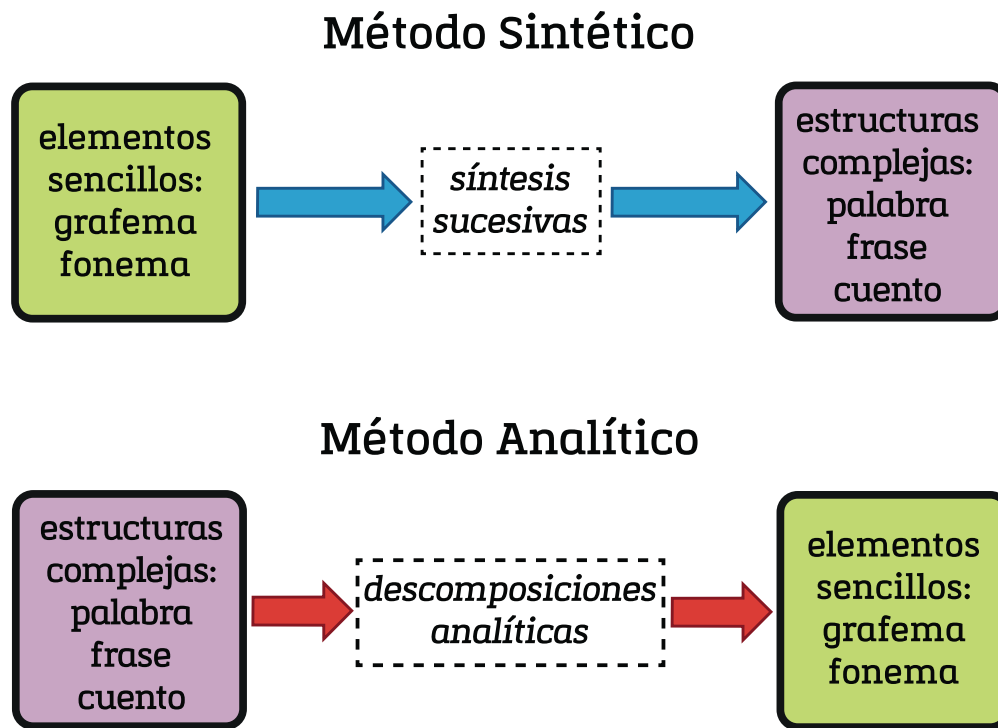 Método Sintético
elementos
sencillos:
grafema
fonema
síntesis
sucesivas
estructuras
complejas:
palabra
frase
cuento
Método Analítico
estructuras
complejas:
palabra
frase
cuento
descomposiciones
analíticas
elementos
sencillos:
grafema
fonema